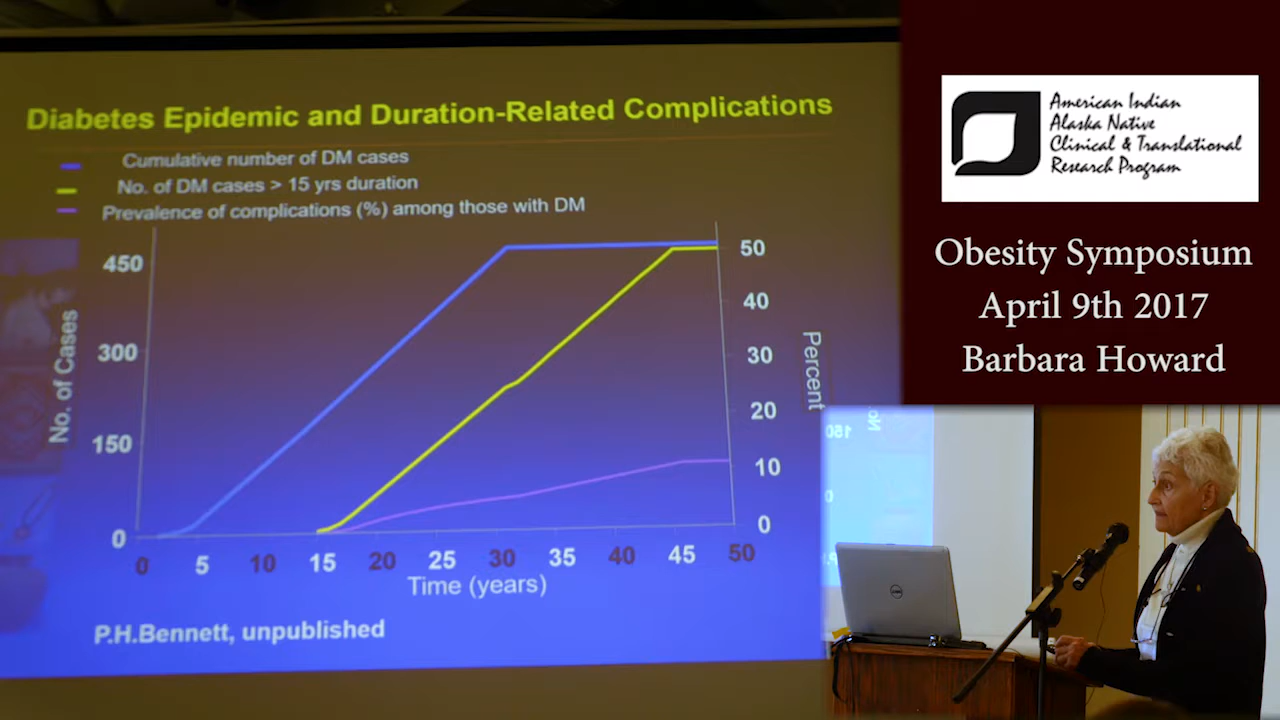 Diabetes Epidemic and Duration-Related Complications
Cumulative number of DM cases
No. of DM cases > 15 yrs duration
Prevalence of complications (%) among those with DM
No. of Cases
450
300
150
0
50
40
30
20
10
0
Percent
0 5 10 15 20 25 30 35 40 45 50
Time (years)
P.H.Bennett, unpublished
American Indian
Alaska Native
Clinical & Translational
Research Program
Obesity Symposium
April 9th 2017
Barbara Howard
No
0
DELL